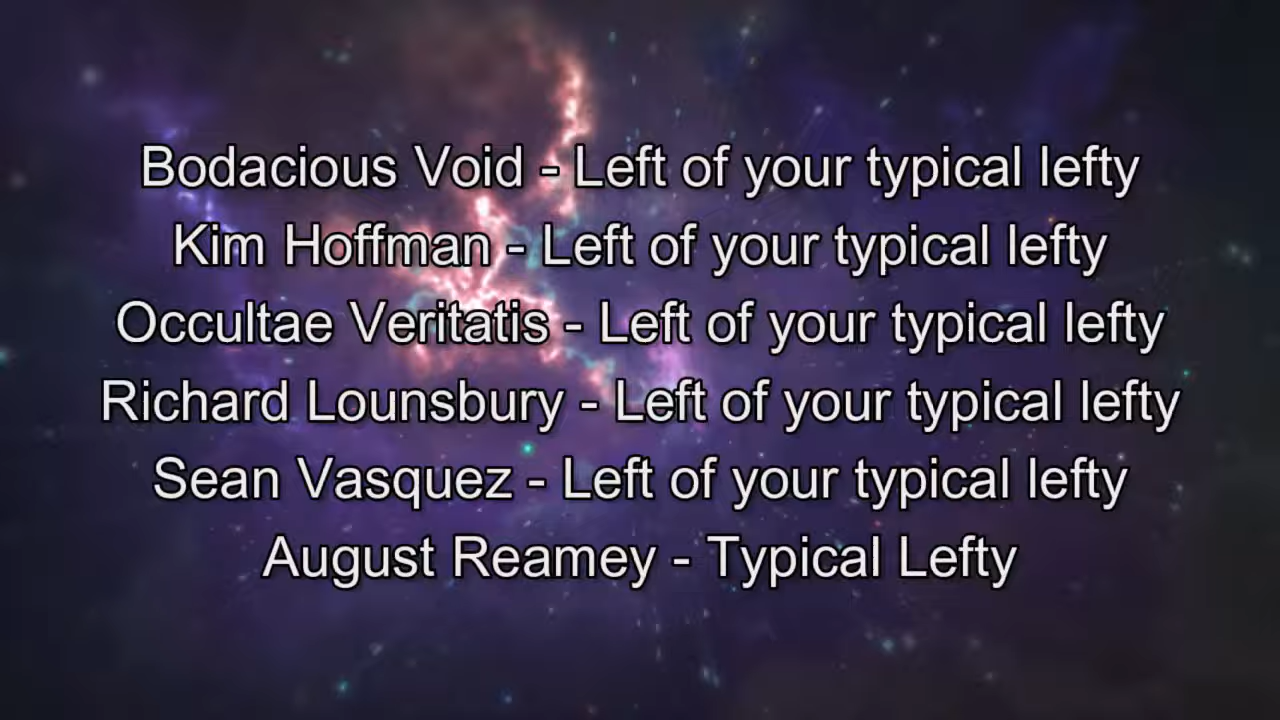 Bodacious Void - Left of your typical lefty
Kim Hoffman - Left of your typical lefty
Occultae Veritatis - Left of your typical lefty
Richard Lounsbury - Left of your typical lefty
Sean Vasquez - Left of your typical lefty
August Reamey - Typical Lefty